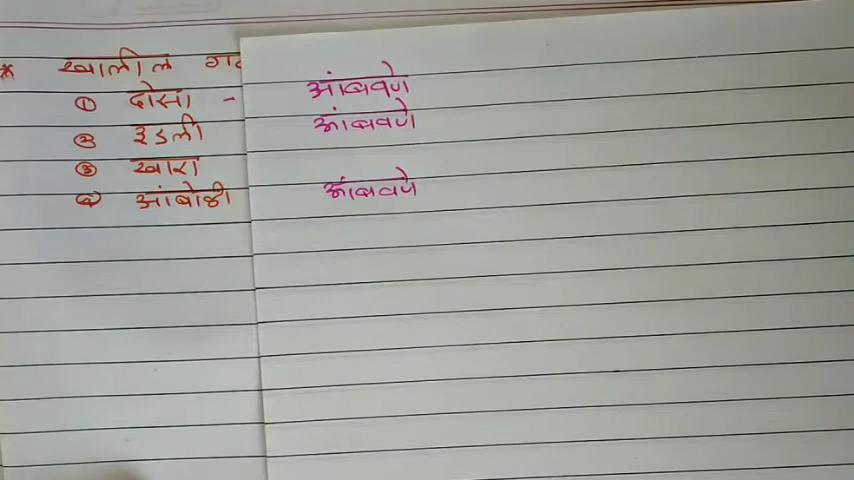 * खालील
① दोसा - आंबवणे
② इडली आंबवणे
③ खारा
④ आंबोळी आंबवणे